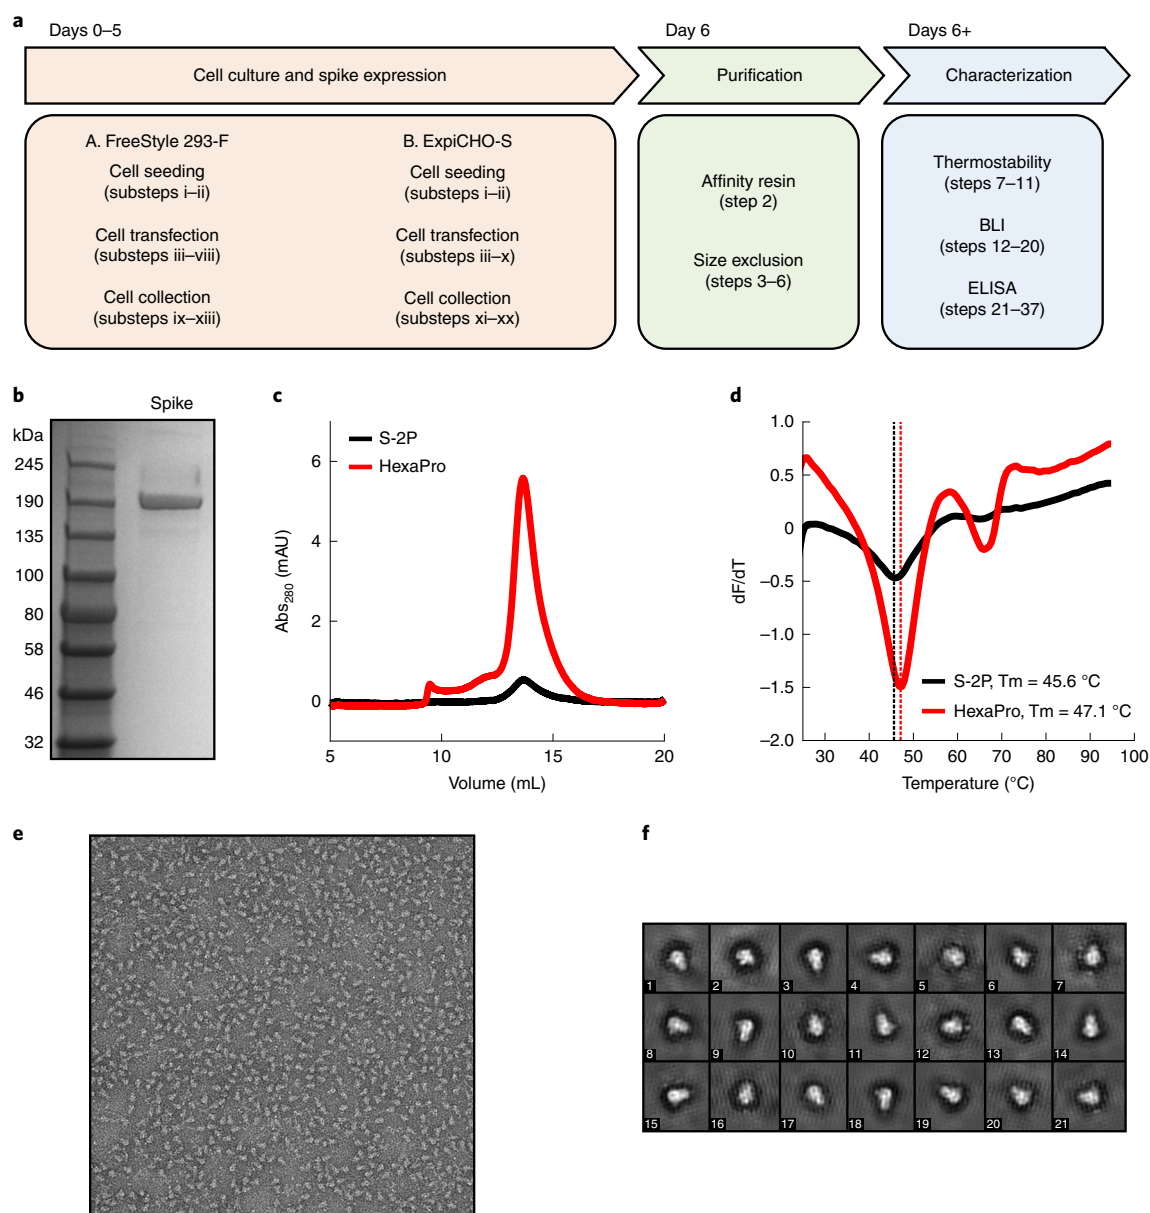 a
Days 0–5
Day 6
Days 6+
Cell culture and spike expression
Purification
Characterization
A. FreeStyle 293-F
Cell seeding
(substeps i–ii)
Cell transfection
(substeps iii–viii)
Cell collection
(substeps ix–xiii)
B. ExpiCHO-S
Cell seeding
(substeps i–ii)
Cell transfection
(substeps iii–x)
Cell collection
(substeps xi–xx)
Affinity resin
(step 2)
Size exclusion
(steps 3–6)
Thermostability
(steps 7–11)
BLI
(steps 12–20)
ELISA
(steps 21–37)
b
Spike
kDa
245
190
135
100
80
58
46
32
c
S-2P
HexaPro
Abs280 (mAU)
6
4
2
0
5
10
15
20
Volume (mL)
d
dF/dT
1.0
0.5
0
−0.5
−1.0
−1.5
−2.0
S-2P, Tm = 45.6 °C
HexaPro, Tm = 47.1 °C
30
40
50
60
70
80
90
100
Temperature (°C)
e
f
1
2
3
4
5
6
7
8
9
10
11
12
13
14
15
16
17
18
19
20
21